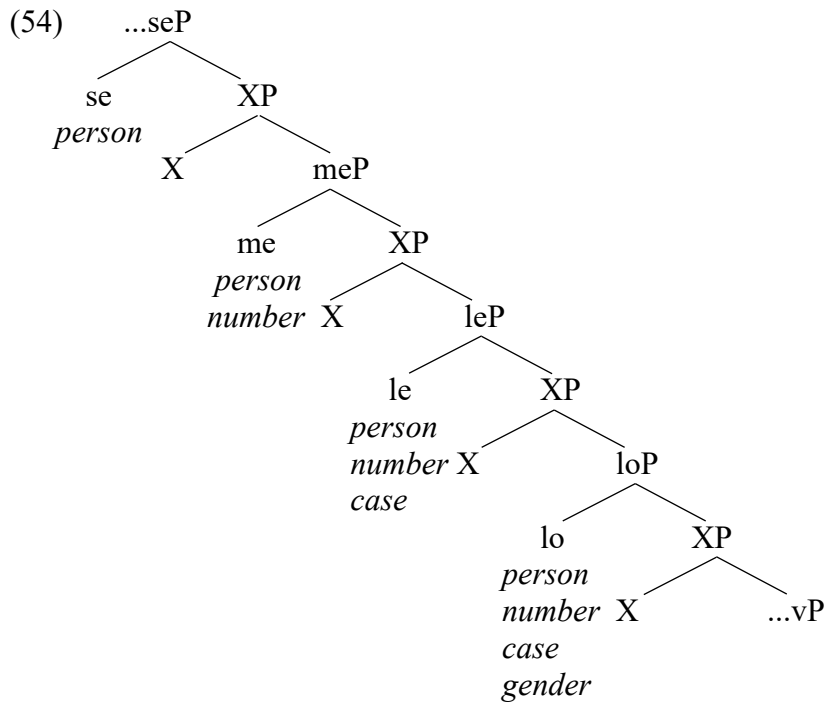 (54) ...seP
se XP
person
X meP
me XP
person
number X leP
le XP
person
number X loP
case
lo XP
person
number X ...vP
case
gender